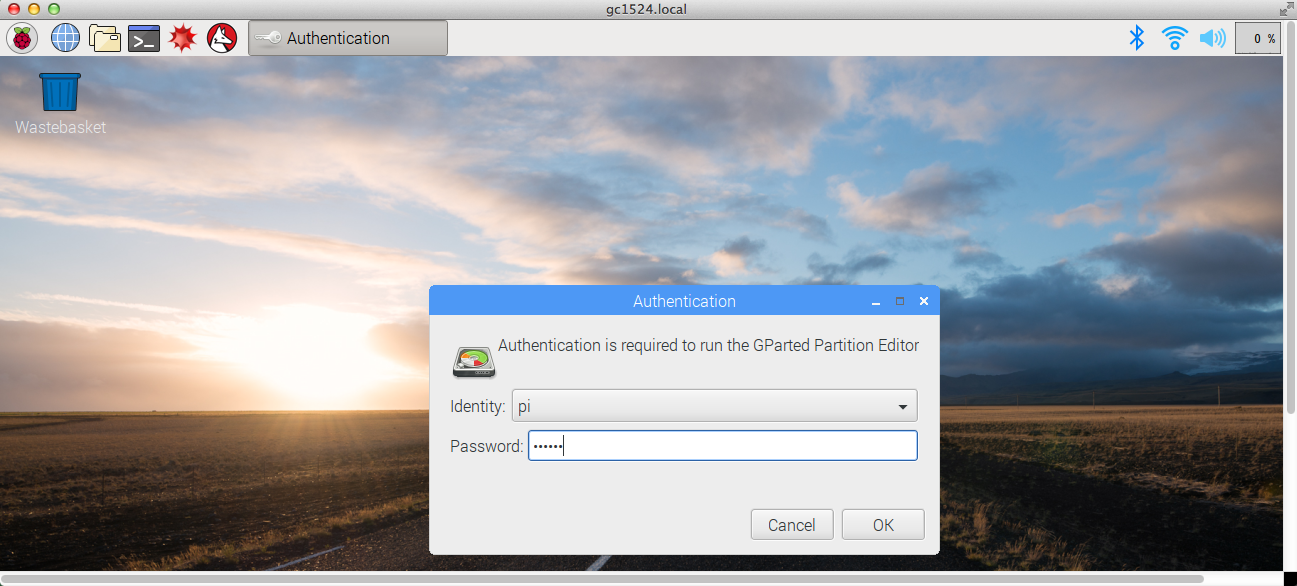 gc1524.local
Authentication
0 %
Wastebasket
Authentication
Authentication is required to run the GParted Partition Editor
Identity: pi
Password: ••••••
Cancel OK